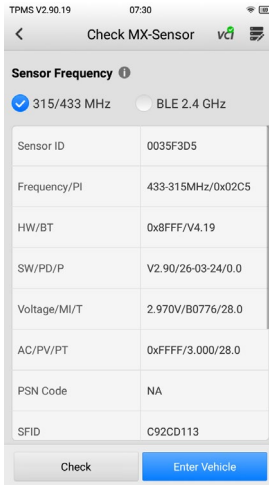 TPMS V2.90.19 07:30
Check MX-Sensor vci
Sensor Frequency
315/433 MHz BLE 2.4 GHz
Sensor ID 0035F3D5
Frequency/PI 433-315MHz/0x02C5
HW/BT 0x8FFF/V4.19
SW/PD/P V2.90/26-03-24/0.0
Voltage/MI/T 2.970V/B0776/28.0
AC/PV/PT 0xFFFF/3.000/28.0
PSN Code NA
SFID C92CD113
Check Enter Vehicle